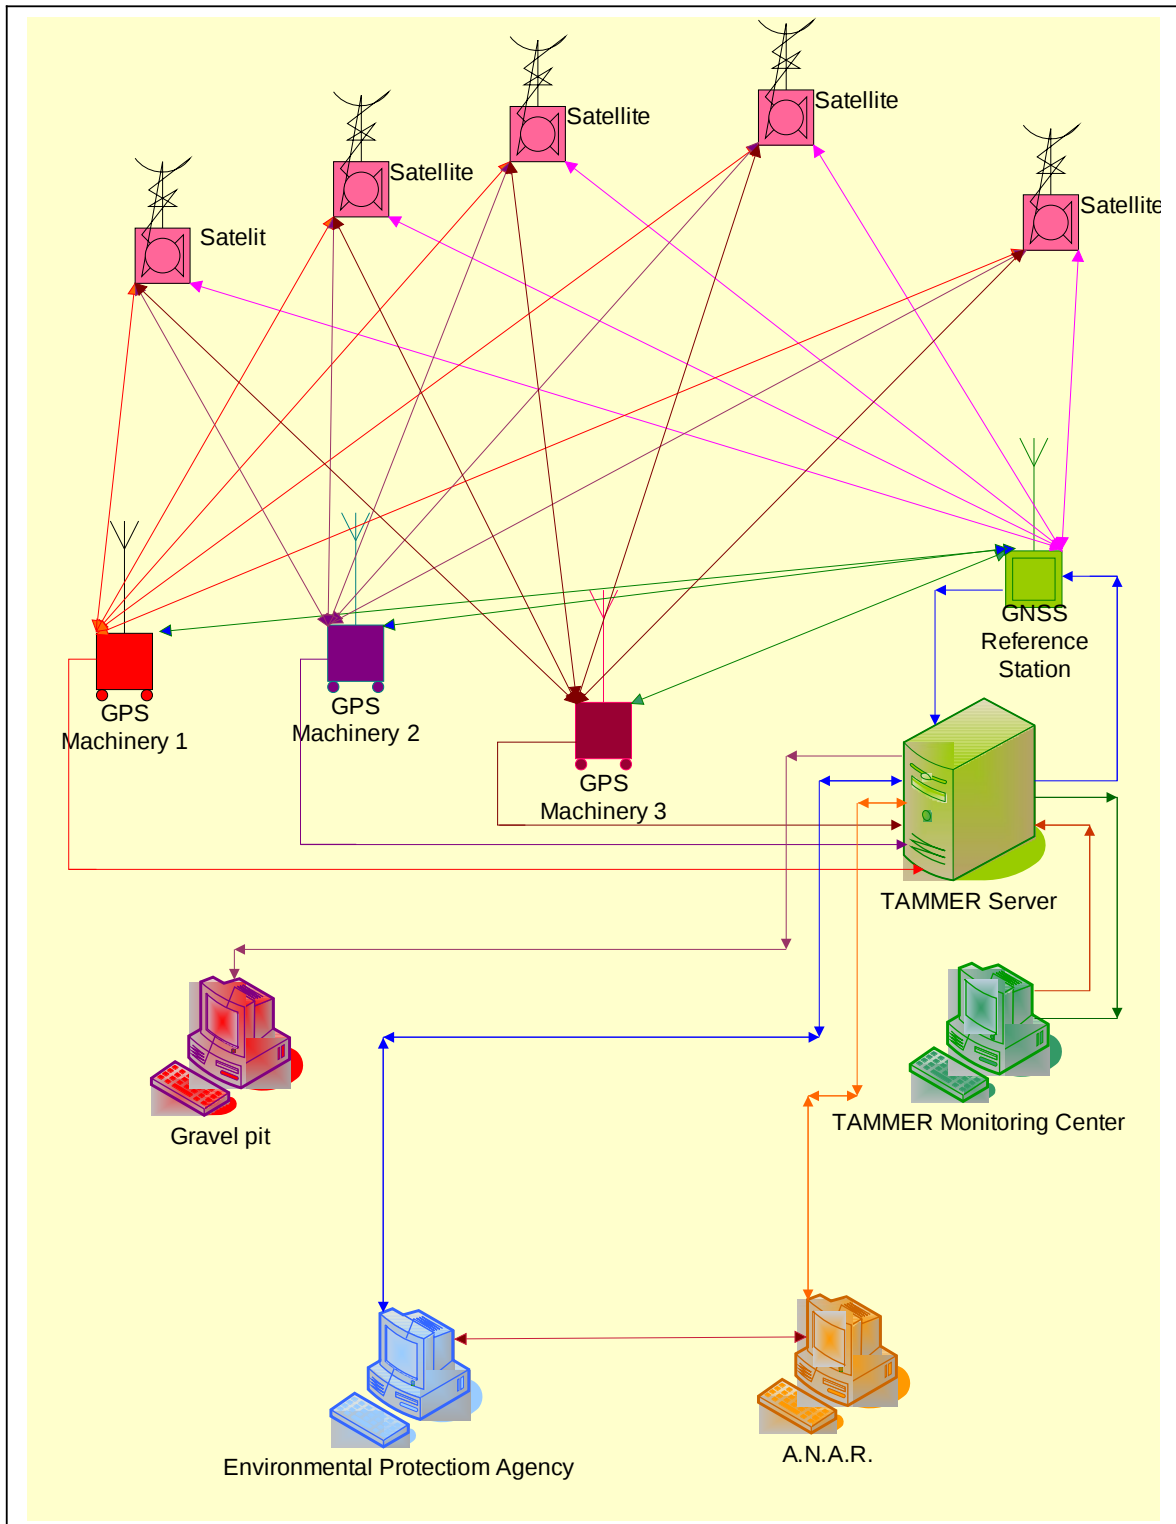 Satellite
Satellite
Satellite
Satellite
Satelit
GNSS
Reference
Station
GPS
Machinery 1
GPS
Machinery 2
GPS
Machinery 3
TAMMER Server
Gravel pit
TAMMER Monitoring Center
Environmental Protectiom Agency
A.N.A.R.